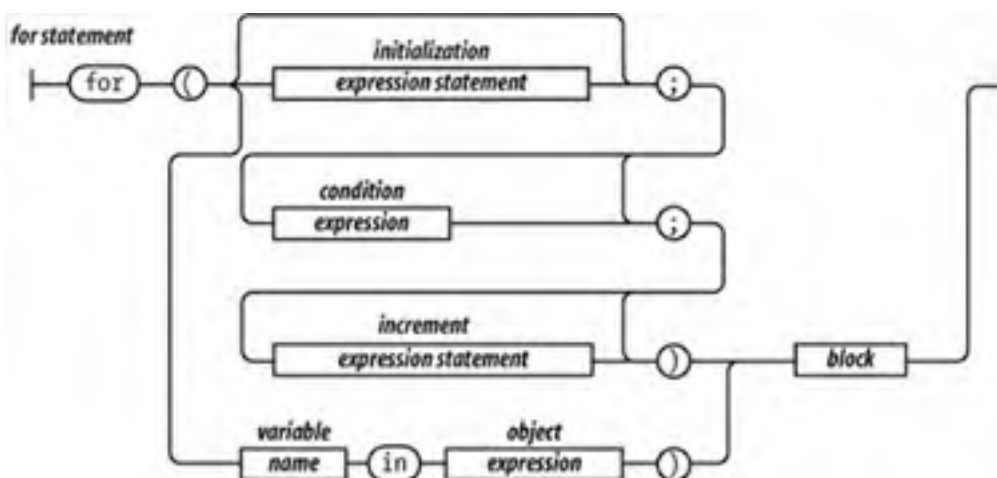 for statement
initialization
for ( expression statement ;
condition
expression ;
increment
expression statement ) block
variable object
name in expression )